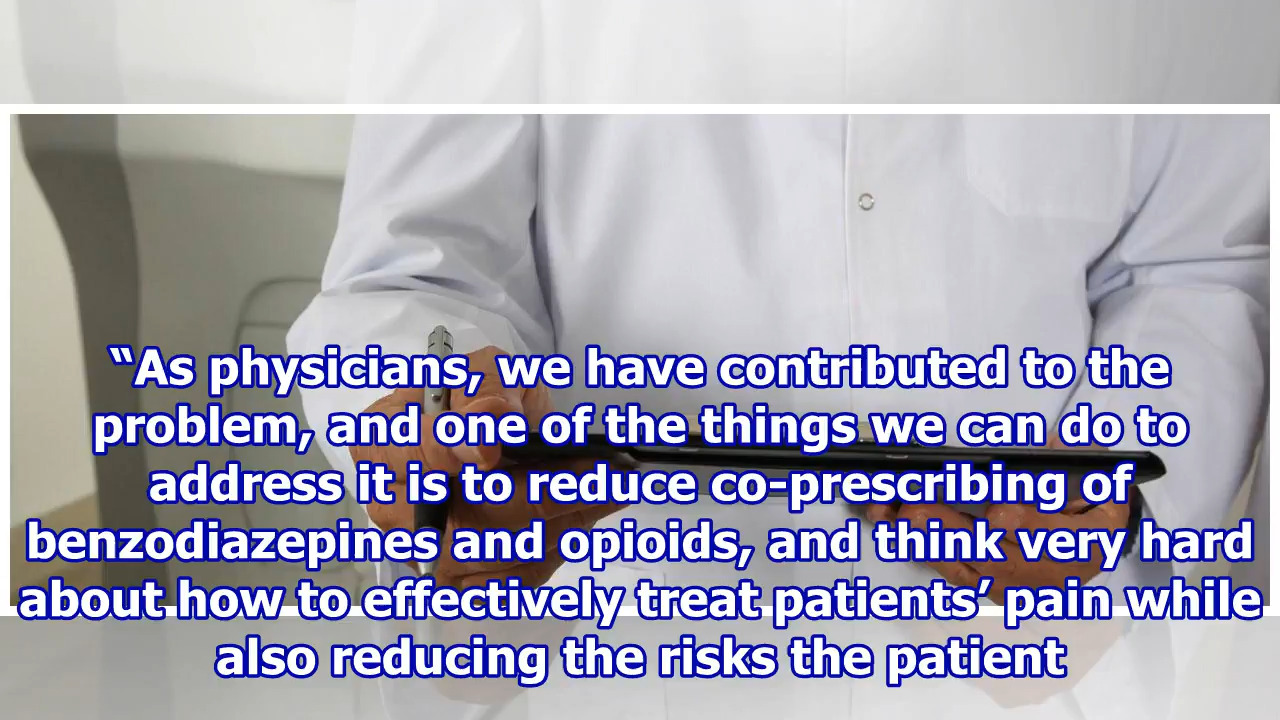 “As physicians, we have contributed to the
problem, and one of the things we can do to
address it is to reduce co-prescribing of
benzodiazepines and opioids, and think very hard
about how to effectively treat patients’ pain while
also reducing the risks the patient